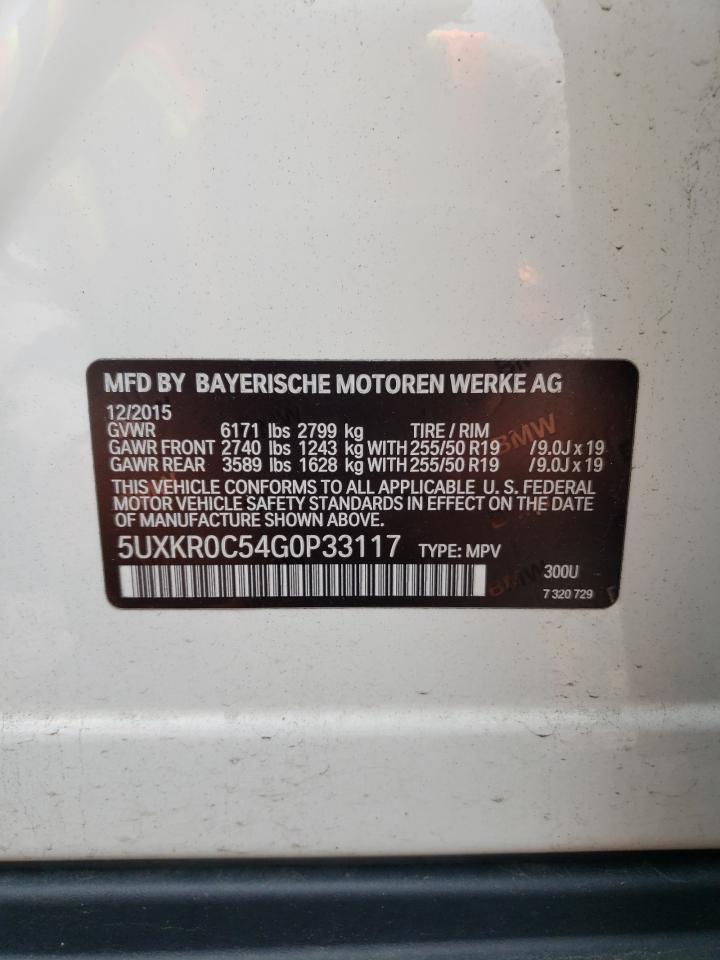 MFD BY BAYERISCHE MOTOREN WERKE AG
12/2015
GVWR 6171 lbs 2799 kg TIRE / RIM
GAWR FRONT 2740 lbs 1243 kg WITH 255/50 R19 /9.0J x 19
GAWR REAR 3589 lbs 1628 kg WITH 255/50 R19 /9.0J x 19
THIS VEHICLE CONFORMS TO ALL APPLICABLE U. S. FEDERAL
MOTOR VEHICLE SAFETY STANDARDS IN EFFECT ON THE DATE
OF MANUFACTURE SHOWN ABOVE.
5UXKR0C54G0P33117 TYPE: MPV
300U
7 320 729
BMW
BMW